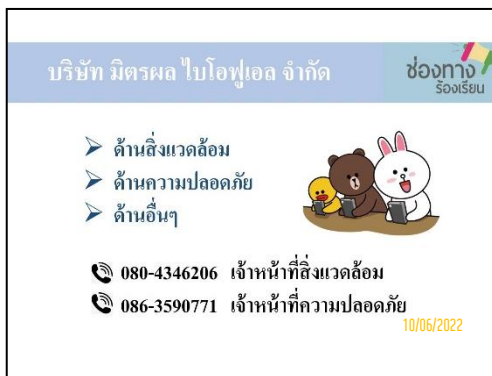 บริษัท มิตรผล ไบโอฟูเอล จำกัด
ช่องทาง
ร้องเรียน
ด้านสิ่งแวดล้อม
ด้านความปลอดภัย
ด้านอื่นๆ
080-4346206 เจ้าหน้าที่สิ่งแวดล้อม
086-3590771 เจ้าหน้าที่ความปลอดภัย
10/06/2022